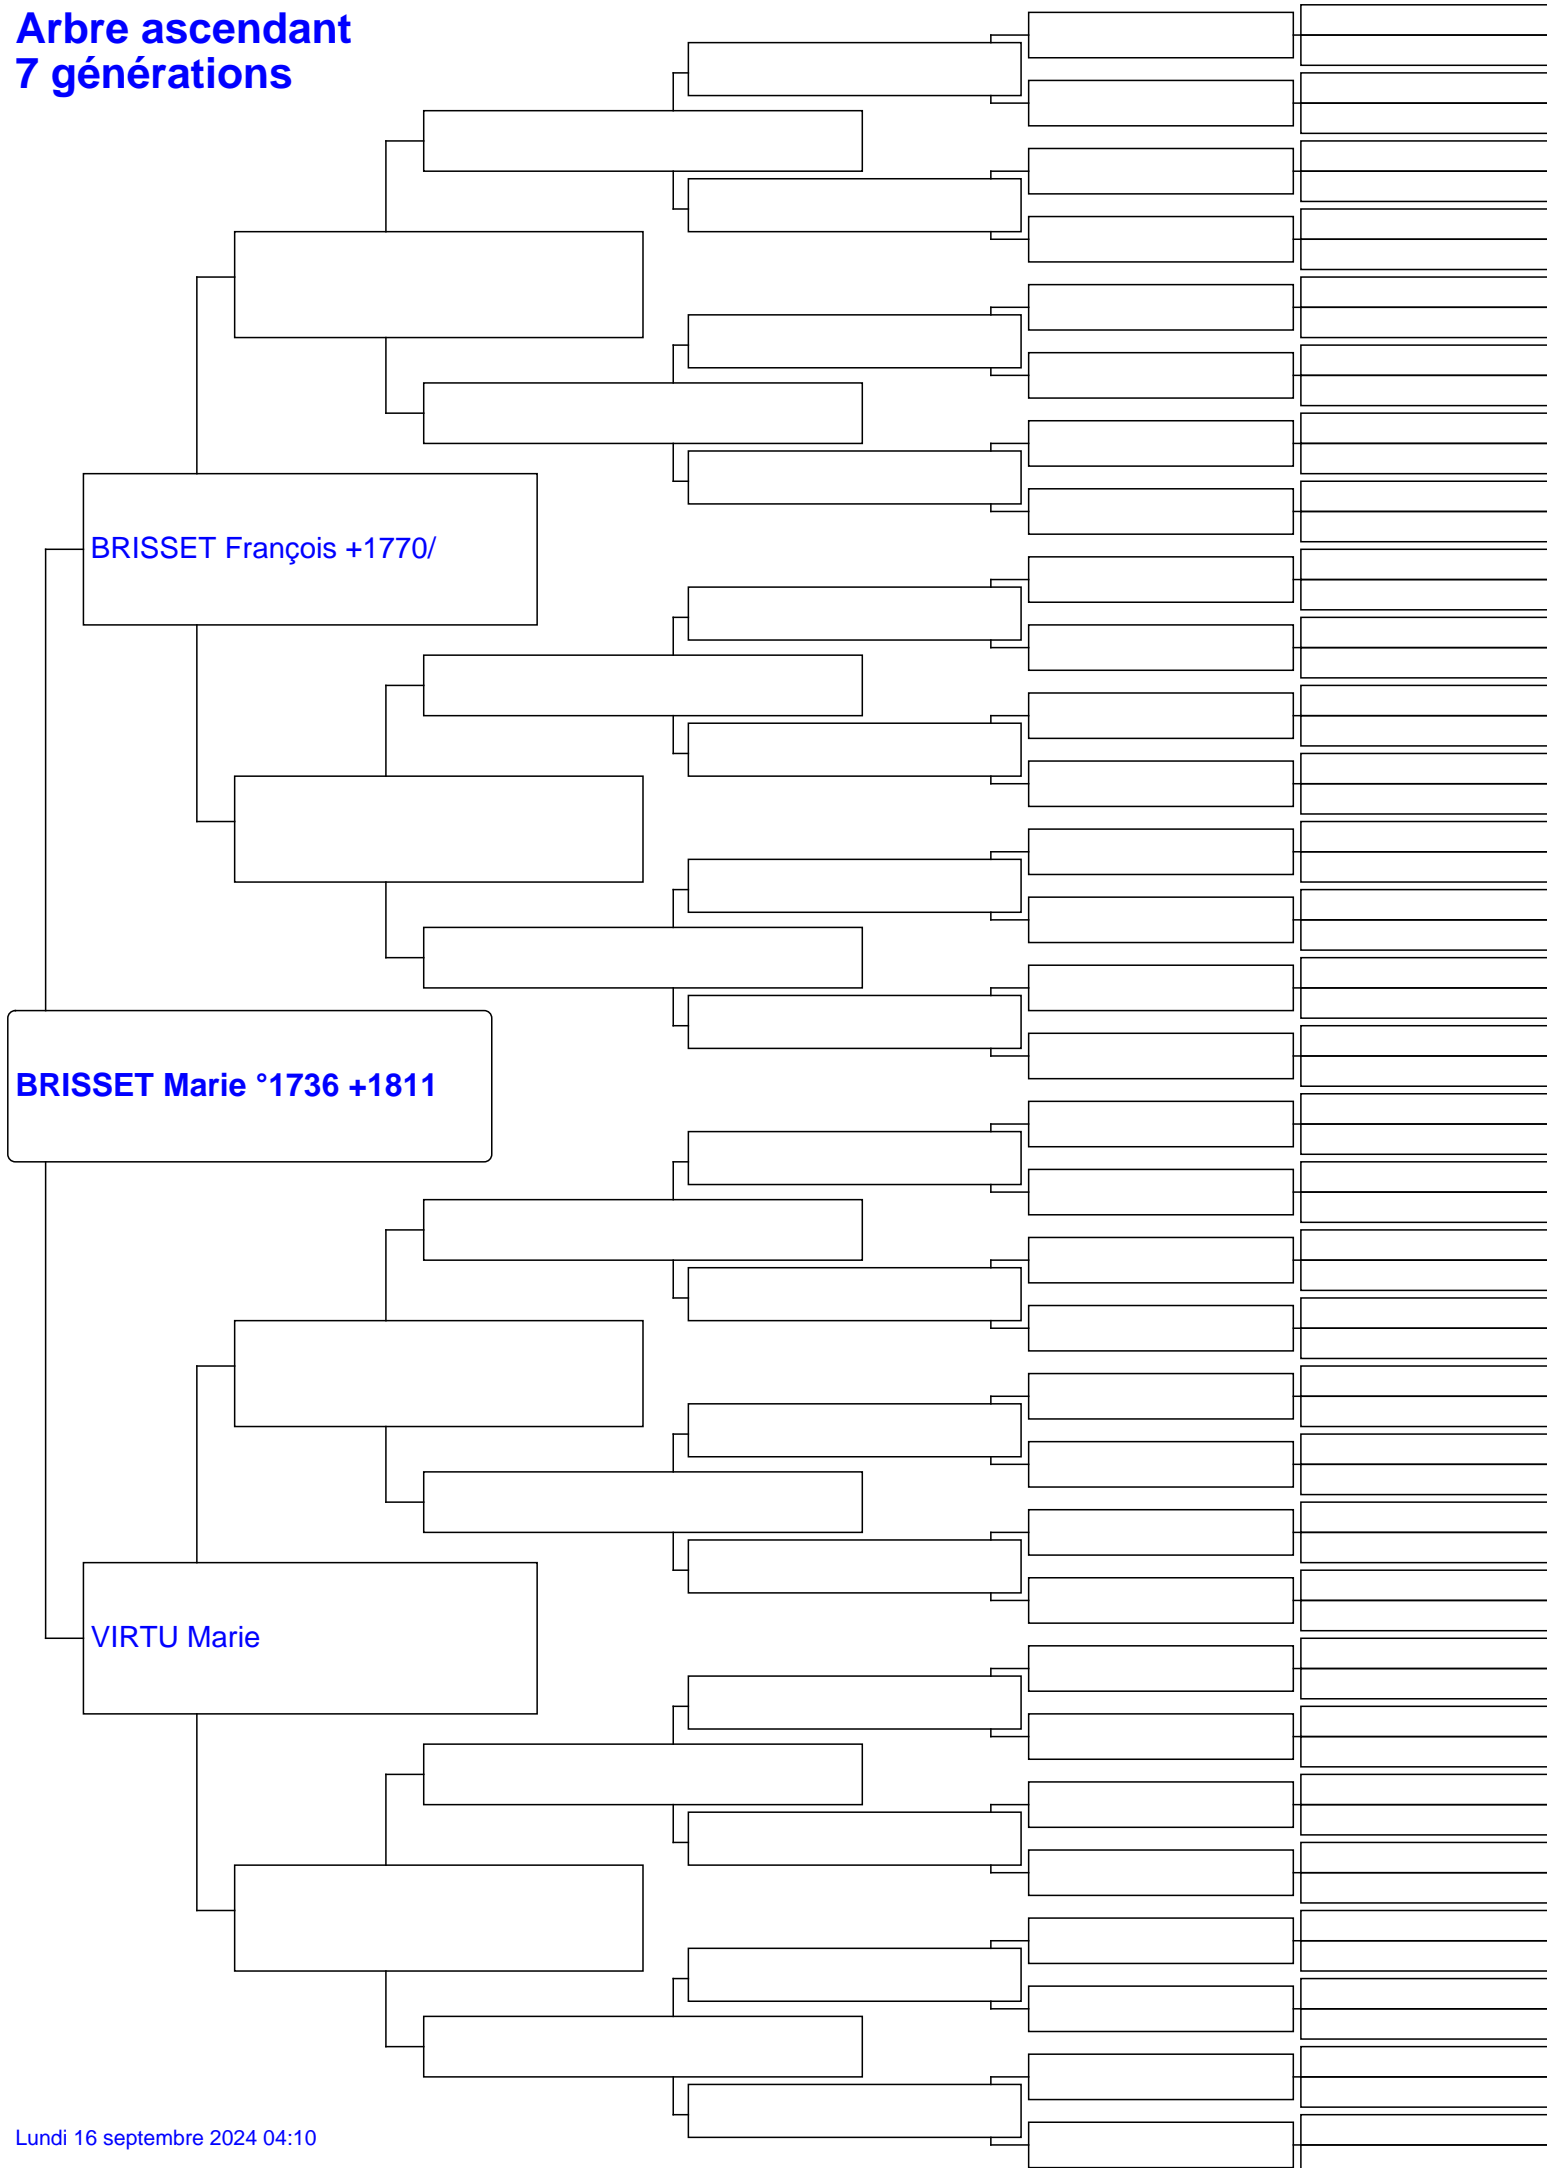 Arbre ascendant
7 générations
BRISSET François +1770/
BRISSET Marie °1736 +1811
VIRTU Marie
Lundi 16 septembre 2024 04:10